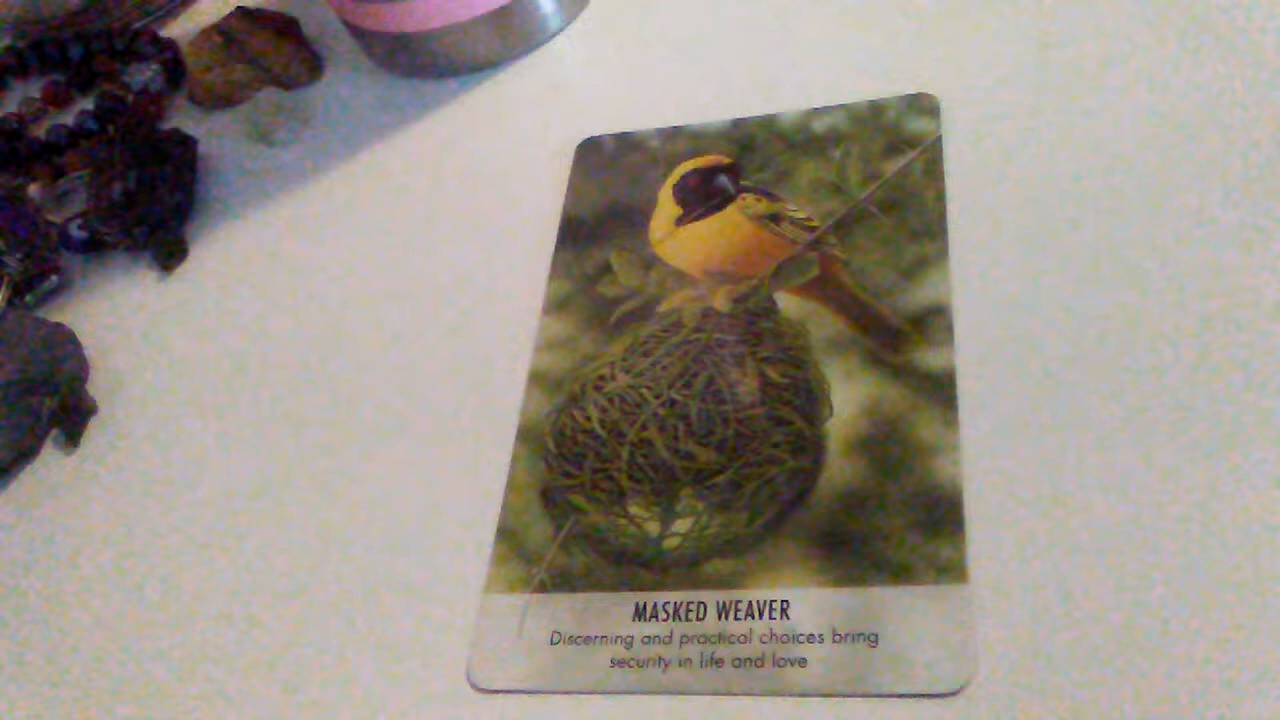 MASKED WEAVER
Discerning and practical choices bring
security in life and love